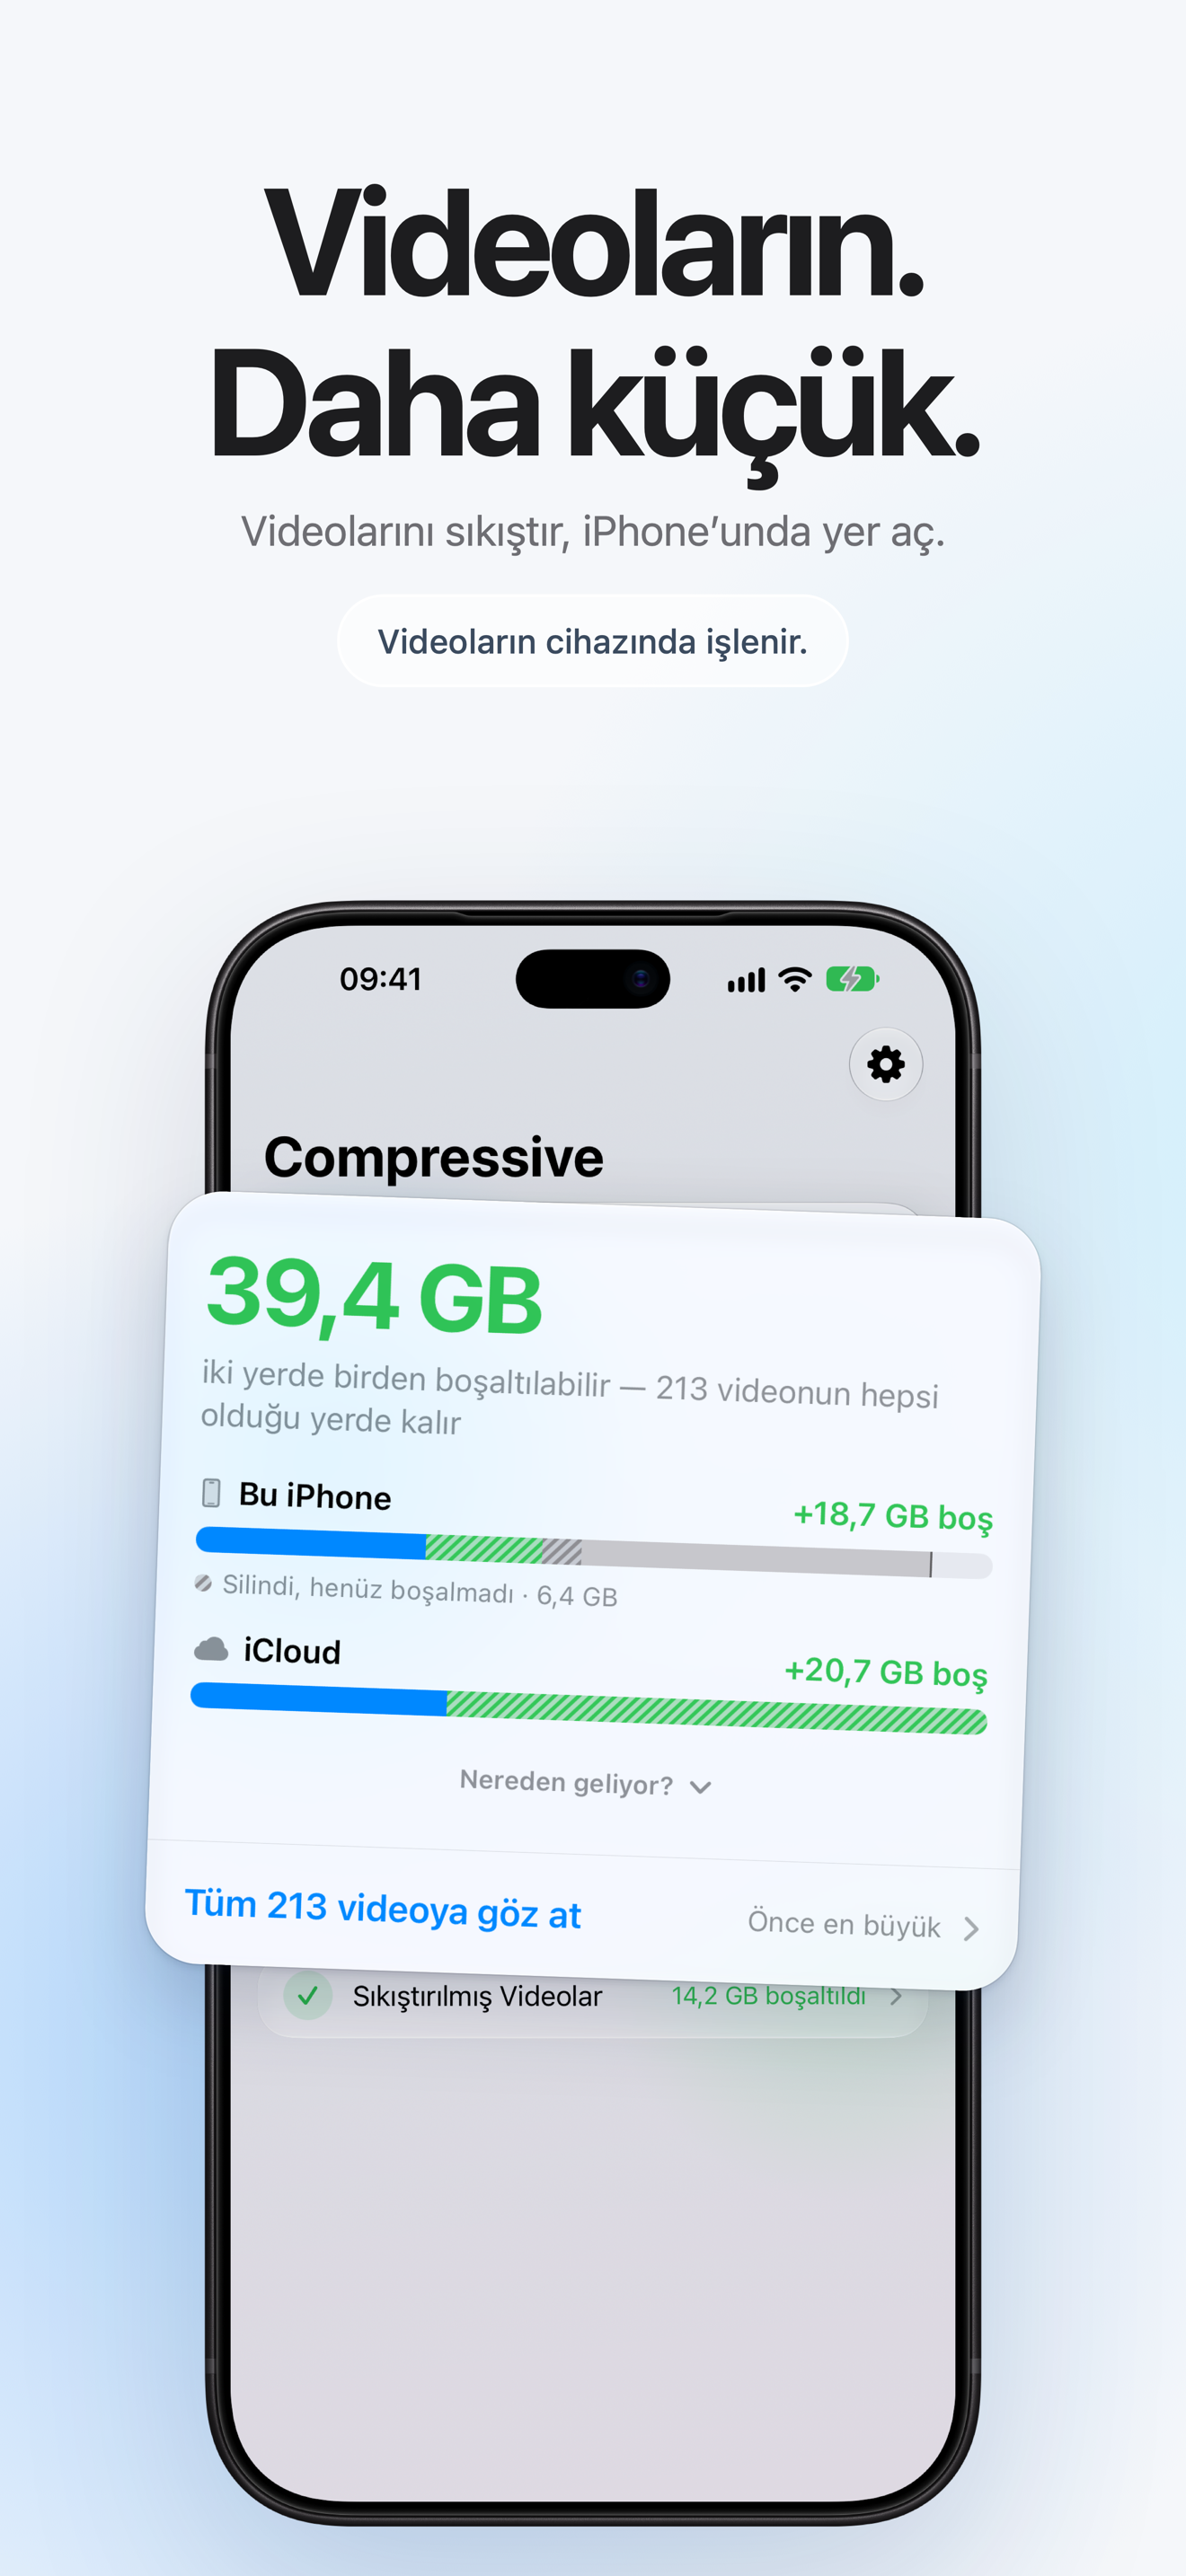 Videoların.
Daha küçük.
Videolarını sıkıştır, iPhone’unda yer aç.
Videoların cihazında işlenir.
09:41
Compressive
39,4 GB
iki yerde birden boşaltılabilir — 213 videonun hepsi
olduğu yerde kalır
Bu iPhone
+18,7 GB boş
Silindi, henüz boşalmadı · 6,4 GB
iCloud
+20,7 GB boş
Nereden geliyor?
Tüm 213 videoya göz at
Önce en büyük
Sıkıştırılmış Videolar
14,2 GB boşaltıldı